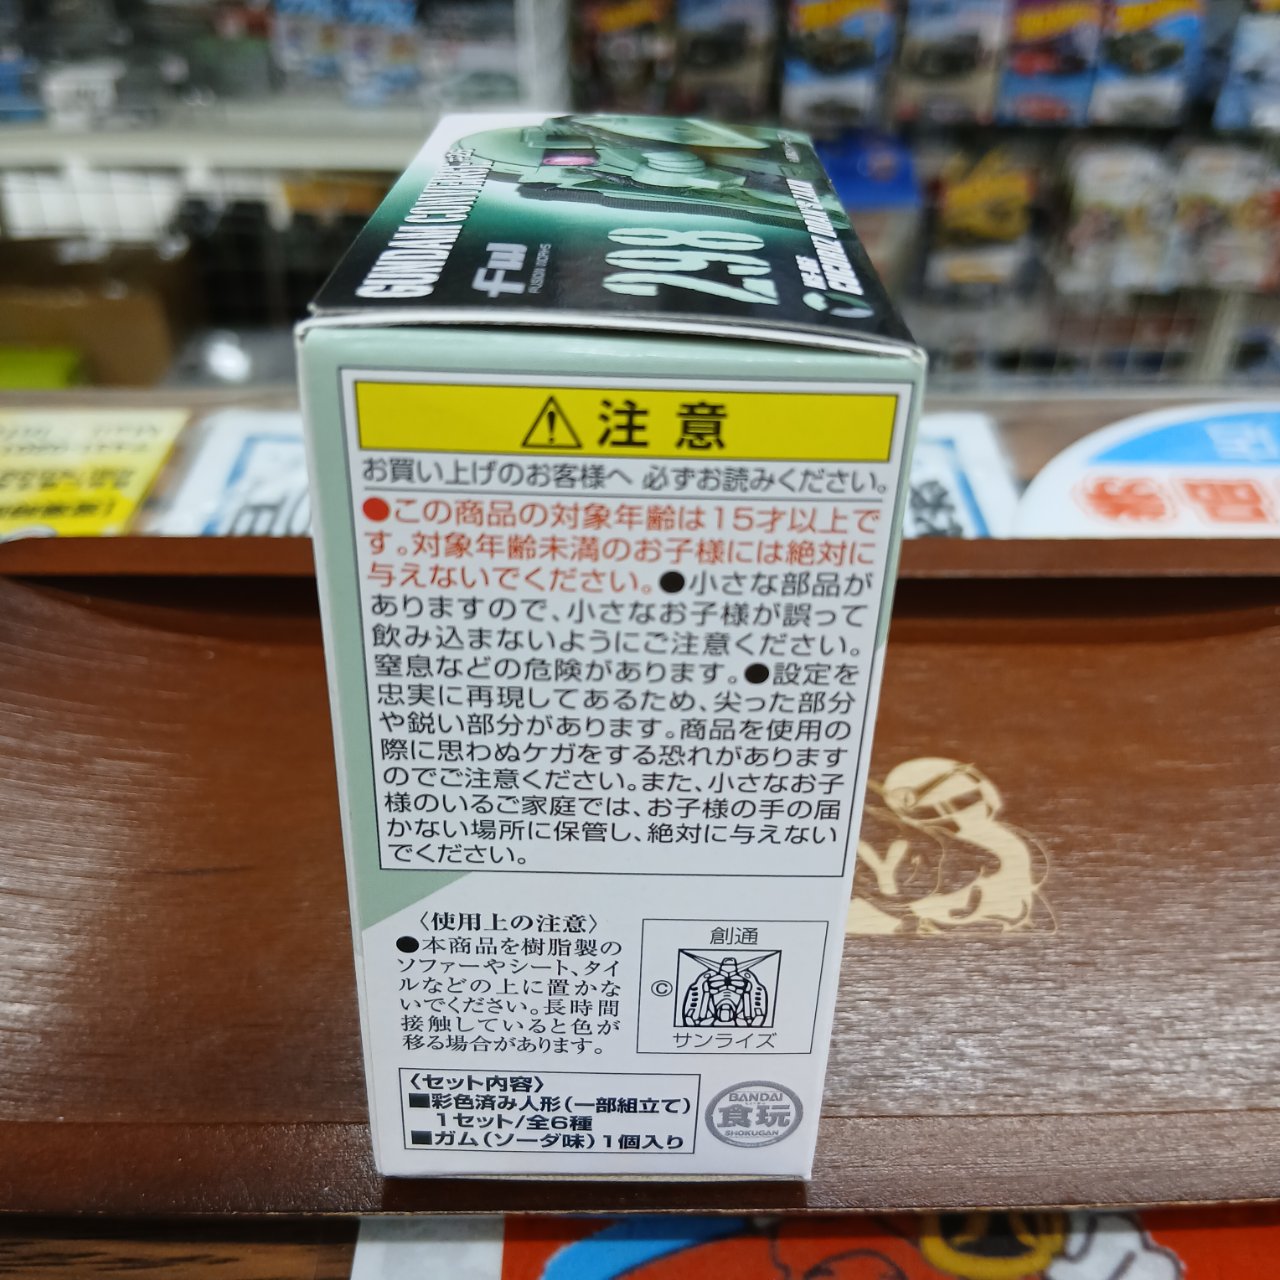 GUNDAM CONVERGE
FW
FUSION WORKS
298
注意
お買い上げのお客様へ 必ずお読みください。
●この商品の対象年齢は15才以上で
す。対象年齢未満のお子様には絶対に
与えないでください。●小さな部品が
ありますので、小さなお子様が誤って
飲み込まないようにご注意ください。
窒息などの危険があります。●設定を
忠実に再現してあるため、尖った部分
や鋭い部分があります。商品を使用の
際に思わぬケガをする恐れがあります
のでご注意ください。また、小さなお子
様のいるご家庭では、お子様の手の届
かない場所に保管し、絶対に与えない
でください。
〈使用上の注意〉
●本商品を樹脂製の
ソファーやシート、タイ
ルなどの上に置かな
いでください。長時間
接触していると色が
移る場合があります。
創通
©
サンライズ
〈セット内容〉
■彩色済み人形(一部組立て)
1セット/全6種
■ガム(ソーダ味)1個入り
BANDAI
食玩
SHOKUGAN
品券